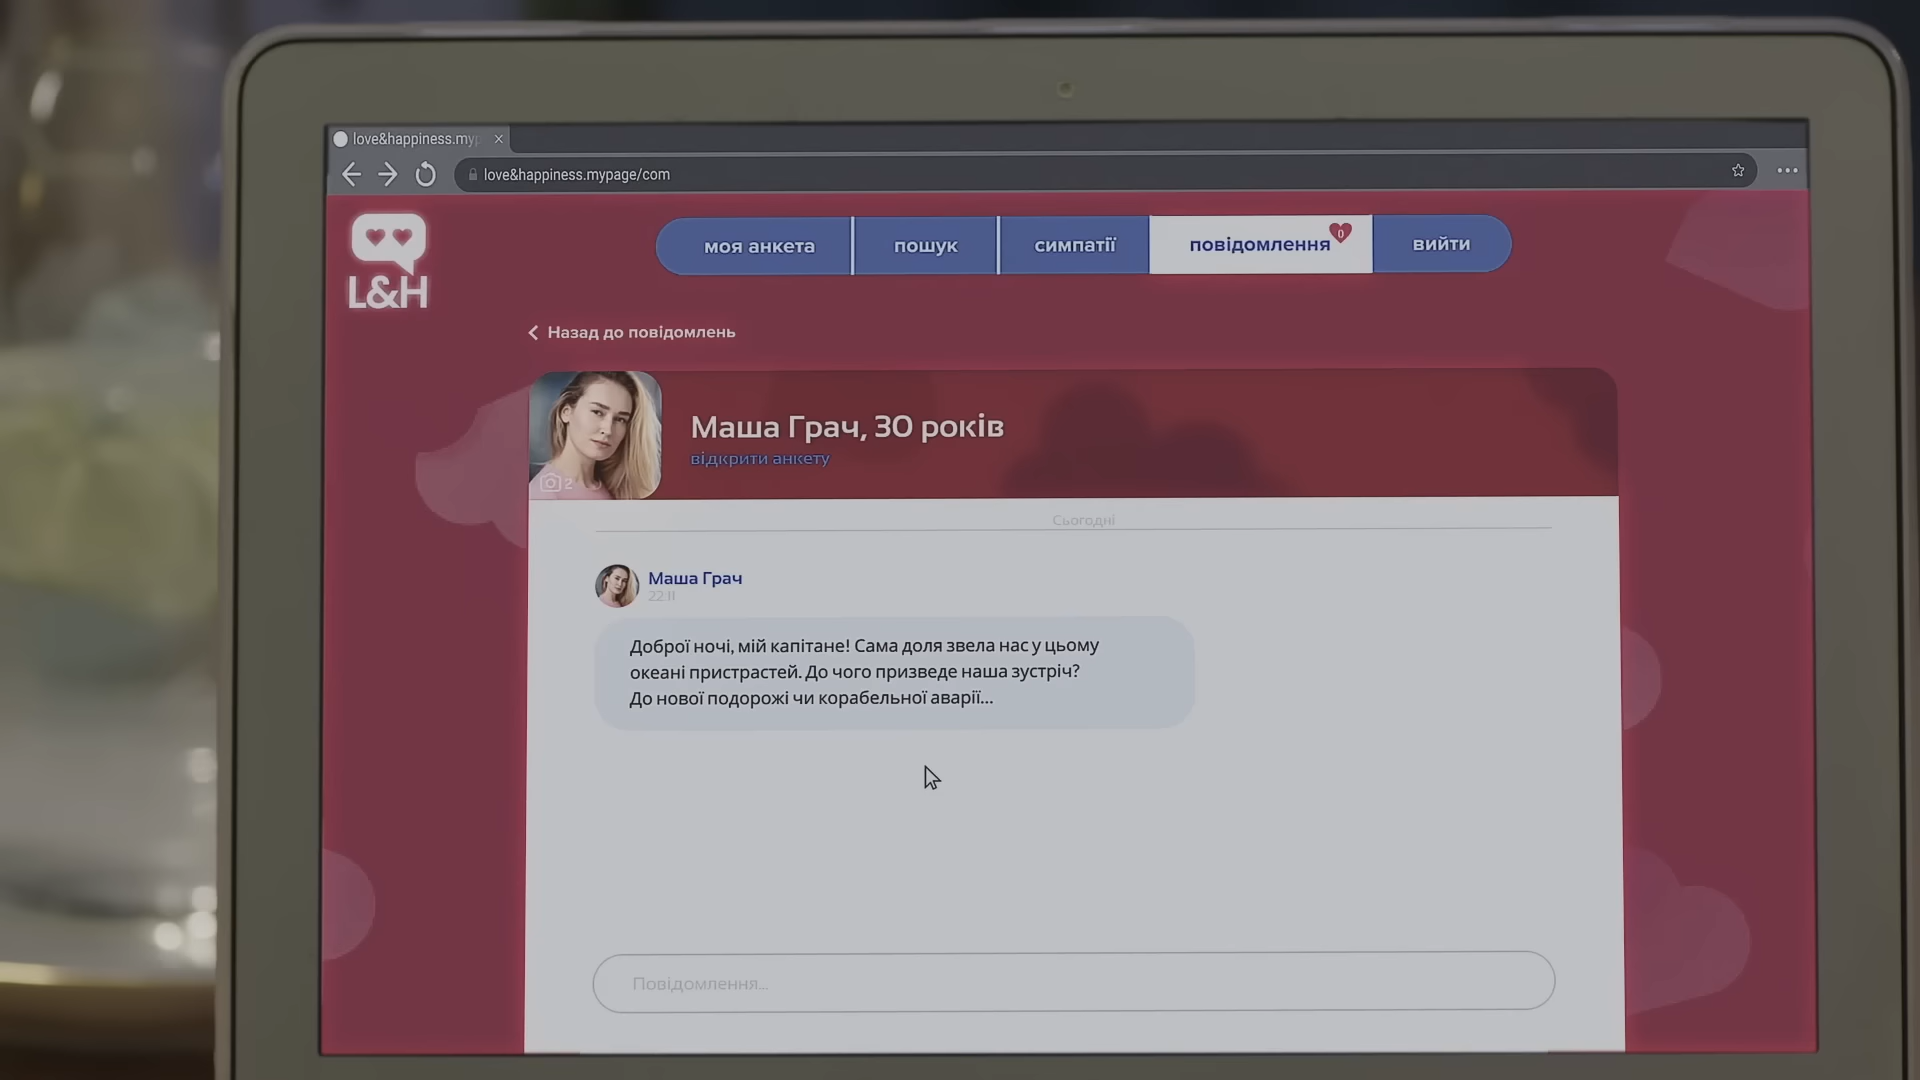 love&happiness.myp
love&happiness.mypage/com
L&H
моя анкета
пошук
симпатії
повідомлення
0
вийти
Назад до повідомлень
Маша Грач, 30 років
відкрити анкету
2
Сьогодні
Маша Грач
22 11
Доброї ночі, мій капітане! Сама доля звела нас у цьому
океані пристрастей. До чого призведе наша зустріч?
До нової подорожі чи корабельної аварії...
Повідомлення...